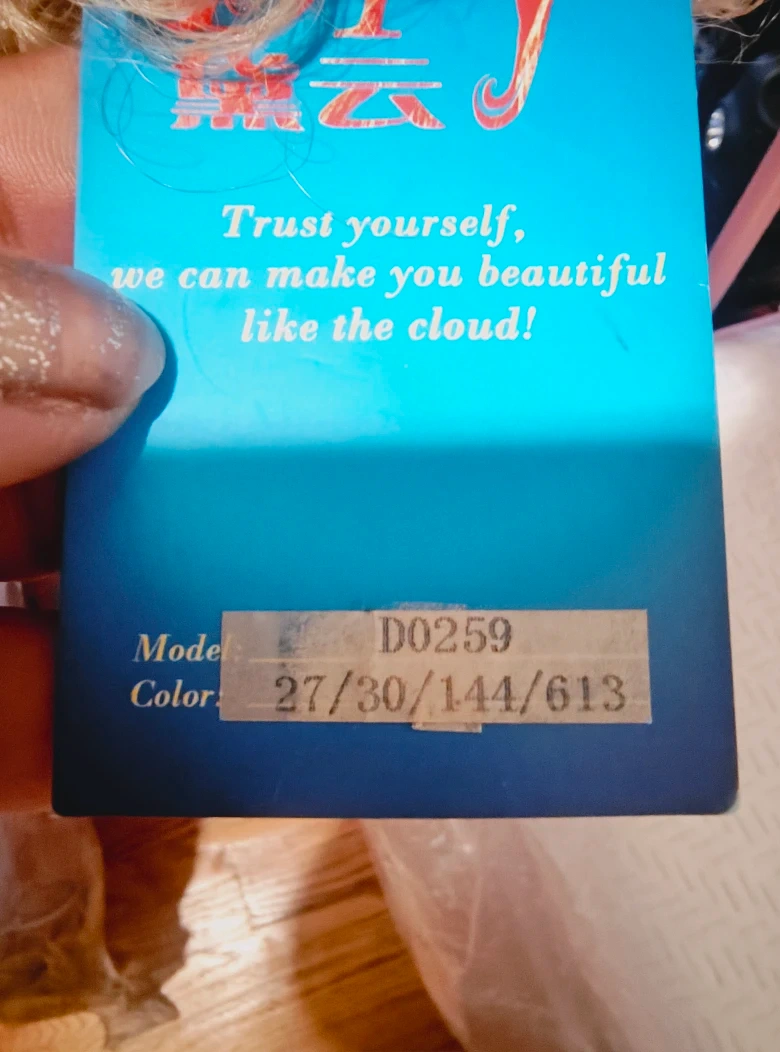 Trust yourself,
we can make you beautiful
like the cloud!
Model: D0259
Color: 27/30/144/613